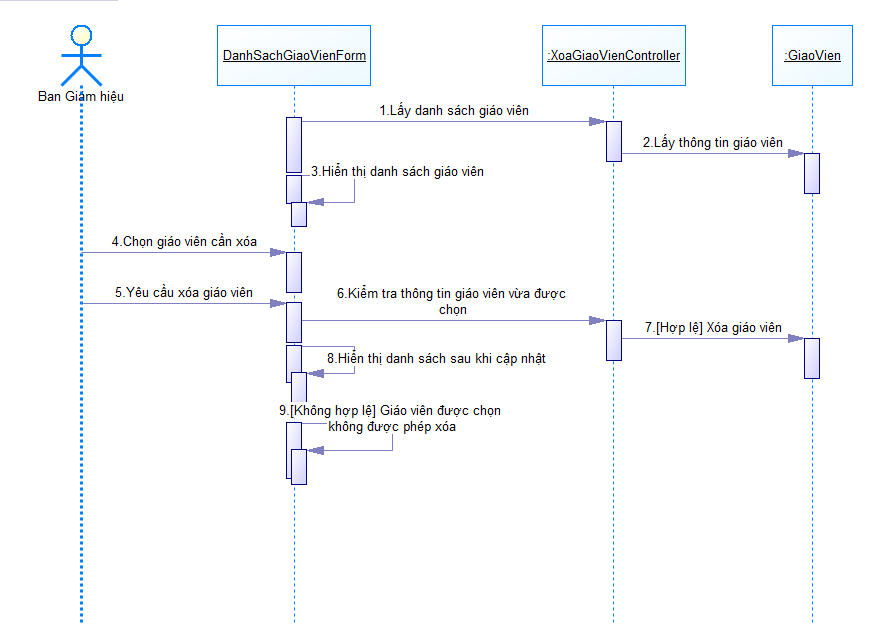 Ban Giám hiệu
DanhSachGiaoVienForm
:XoaGiaoVienController
:GiaoVien
1.Lấy danh sách giáo viên
2.Lấy thông tin giáo viên
3.Hiển thị danh sách giáo viên
4.Chọn giáo viên cần xóa
5.Yêu cầu xóa giáo viên
6.Kiểm tra thông tin giáo viên vừa được
chọn
7.[Hợp lệ] Xóa giáo viên
8.Hiển thị danh sách sau khi cập nhật
9.[Không hợp lệ] Giáo viên được chọn
không được phép xóa